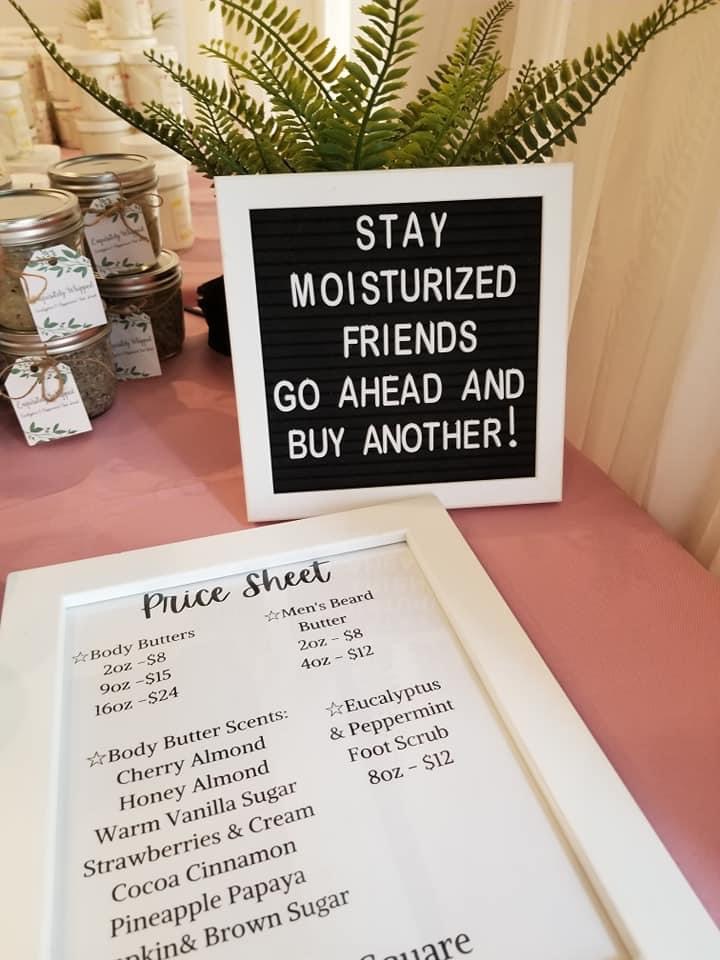 STAY
MOISTURIZED
FRIENDS
GO AHEAD AND
BUY ANOTHER!
Price Sheet
☆Body Butters
2oz -$8
9oz -$15
16oz -$24
☆Men's Beard
Butter
2oz - $8
4oz - $12
☆Body Butter Scents:
Cherry Almond
Honey Almond
Warm Vanilla Sugar
Strawberries & Cream
Cocoa Cinnamon
Pineapple Papaya
& Brown Sugar
☆Eucalyptus
& Peppermint
Foot Scrub
8oz - $12
Exquisitely Whipped